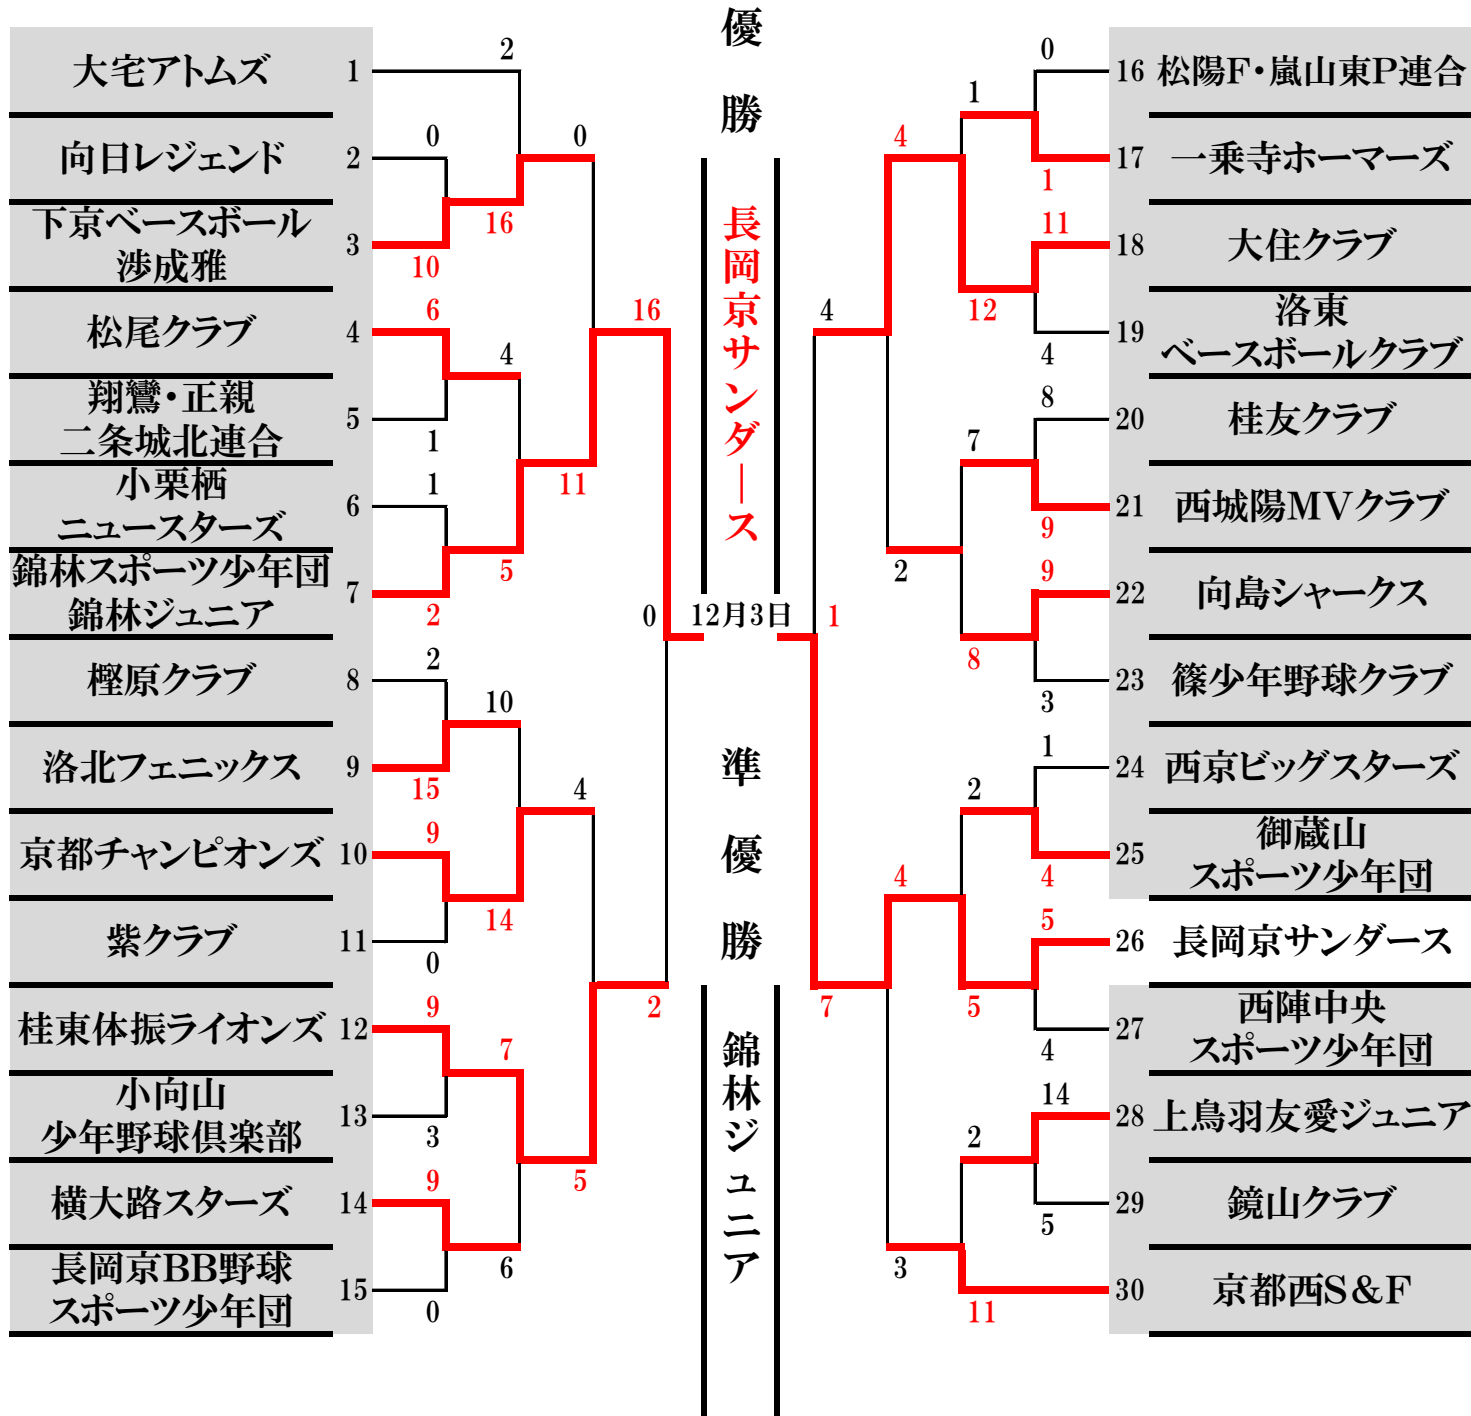 優勝
長岡京サンダース
12月3日
準優勝
錦林ジュニア
大宅アトムズ 1
向日レジェンド 2
下京ベースボール
渉成雅 3
松尾クラブ 4
翔鸞・正親
二条城北連合 5
小栗栖
ニュースターズ 6
錦林スポーツ少年団
錦林ジュニア 7
樫原クラブ 8
洛北フェニックス 9
京都チャンピオンズ 10
紫クラブ 11
桂東体振ライオンズ 12
小向山
少年野球倶楽部 13
横大路スターズ 14
長岡京BB野球
スポーツ少年団 15
0
10
6
1
1
2
2
15
9
0
9
3
9
0
2
16
4
5
10
14
7
6
0
11
4
5
16
2
0
1
4
7
4
2
4
3
1
12
7
8
2
5
2
11
0
1
11
4
8
9
9
3
1
4
5
4
14
5
16 松陽F・嵐山東P連合
17 一乗寺ホーマーズ
18 大住クラブ
19 洛東
ベースボールクラブ
20 桂友クラブ
21 西城陽MVクラブ
22 向島シャークス
23 篠少年野球クラブ
24 西京ビッグスターズ
25 御蔵山
スポーツ少年団
26 長岡京サンダース
27 西陣中央
スポーツ少年団
28 上鳥羽友愛ジュニア
29 鏡山クラブ
30 京都西S&F